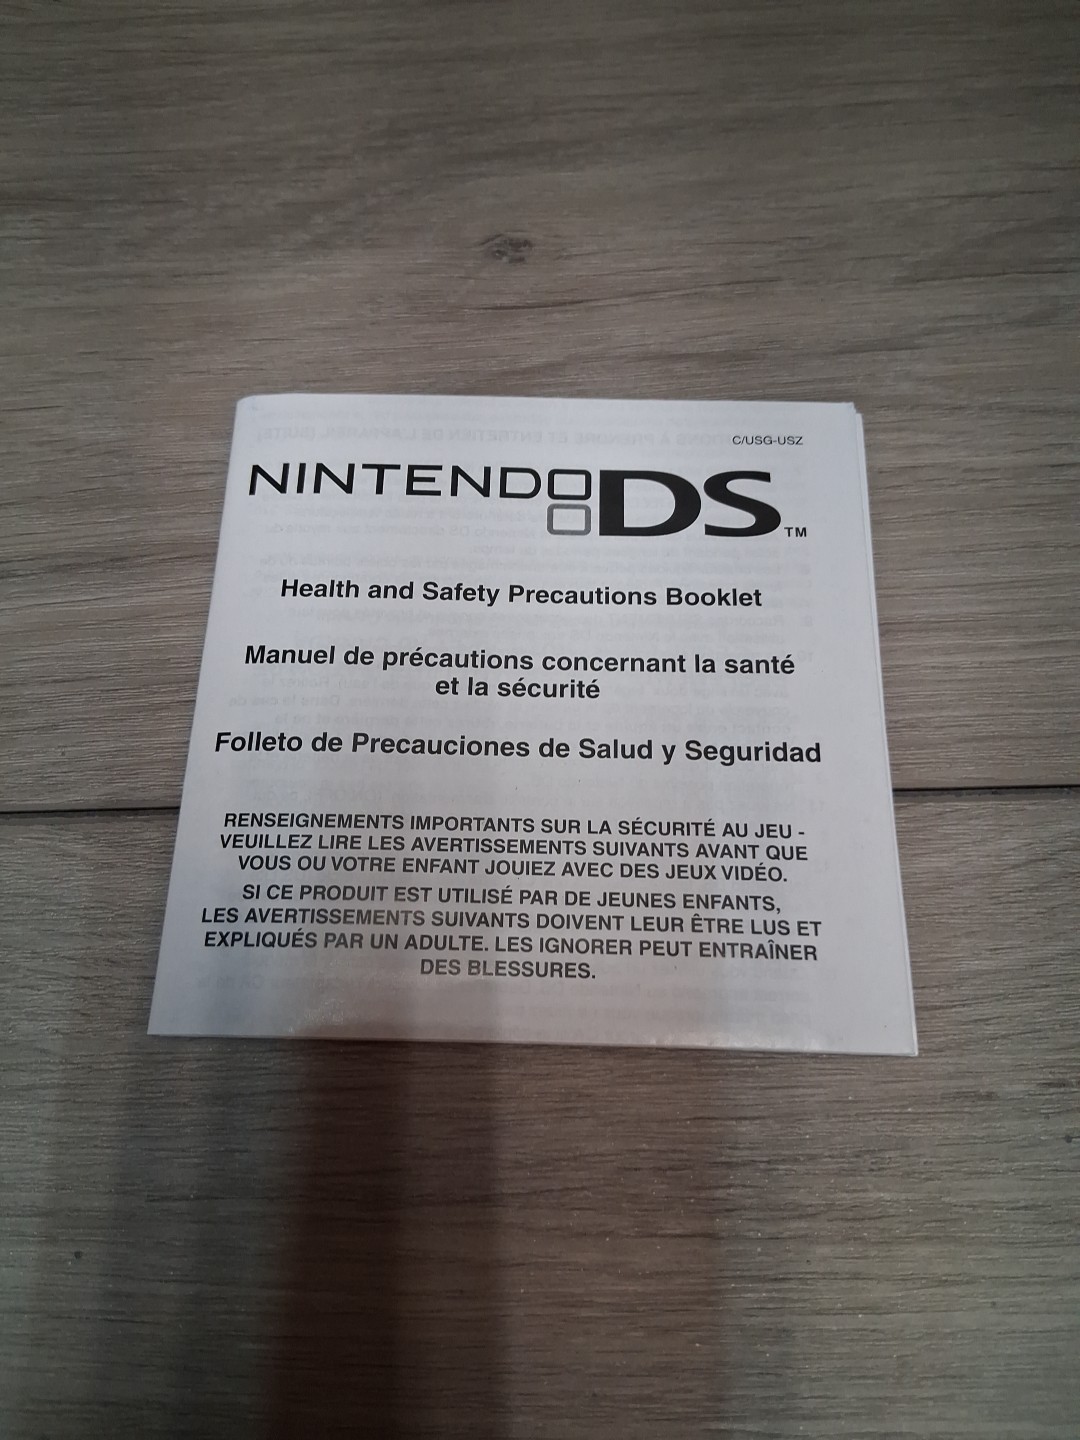 C/USG-USZ
NINTENDO DS™
Health and Safety Precautions Booklet
Manuel de précautions concernant la santé
et la sécurité
Folleto de Precauciones de Salud y Seguridad
RENSEIGNEMENTS IMPORTANTS SUR LA SÉCURITÉ AU JEU -
VEUILLEZ LIRE LES AVERTISSEMENTS SUIVANTS AVANT QUE
VOUS OU VOTRE ENFANT JOUIEZ AVEC DES JEUX VIDÉO.
SI CE PRODUIT EST UTILISÉ PAR DE JEUNES ENFANTS,
LES AVERTISSEMENTS SUIVANTS DOIVENT LEUR ÊTRE LUS ET
EXPLIQUÉS PAR UN ADULTE. LES IGNORER PEUT ENTRAÎNER
DES BLESSURES.